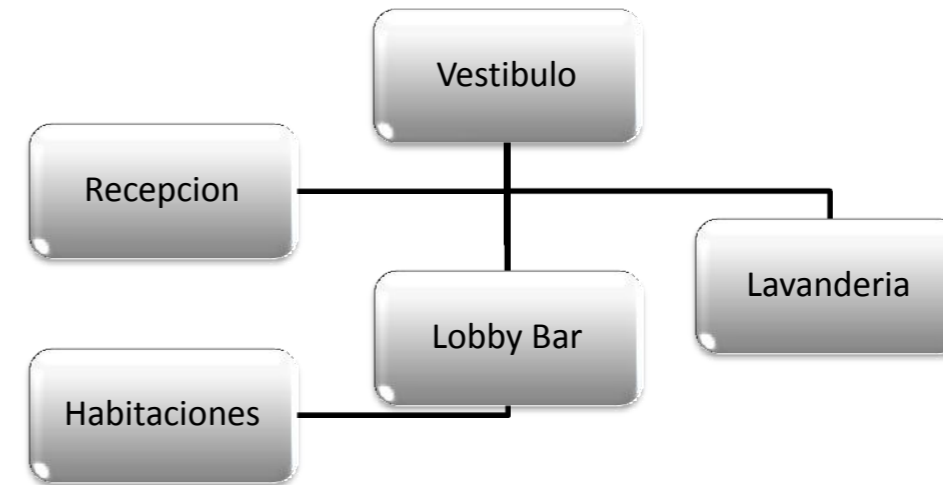 Vestibulo
Recepcion
Lavanderia
Lobby Bar
Habitaciones